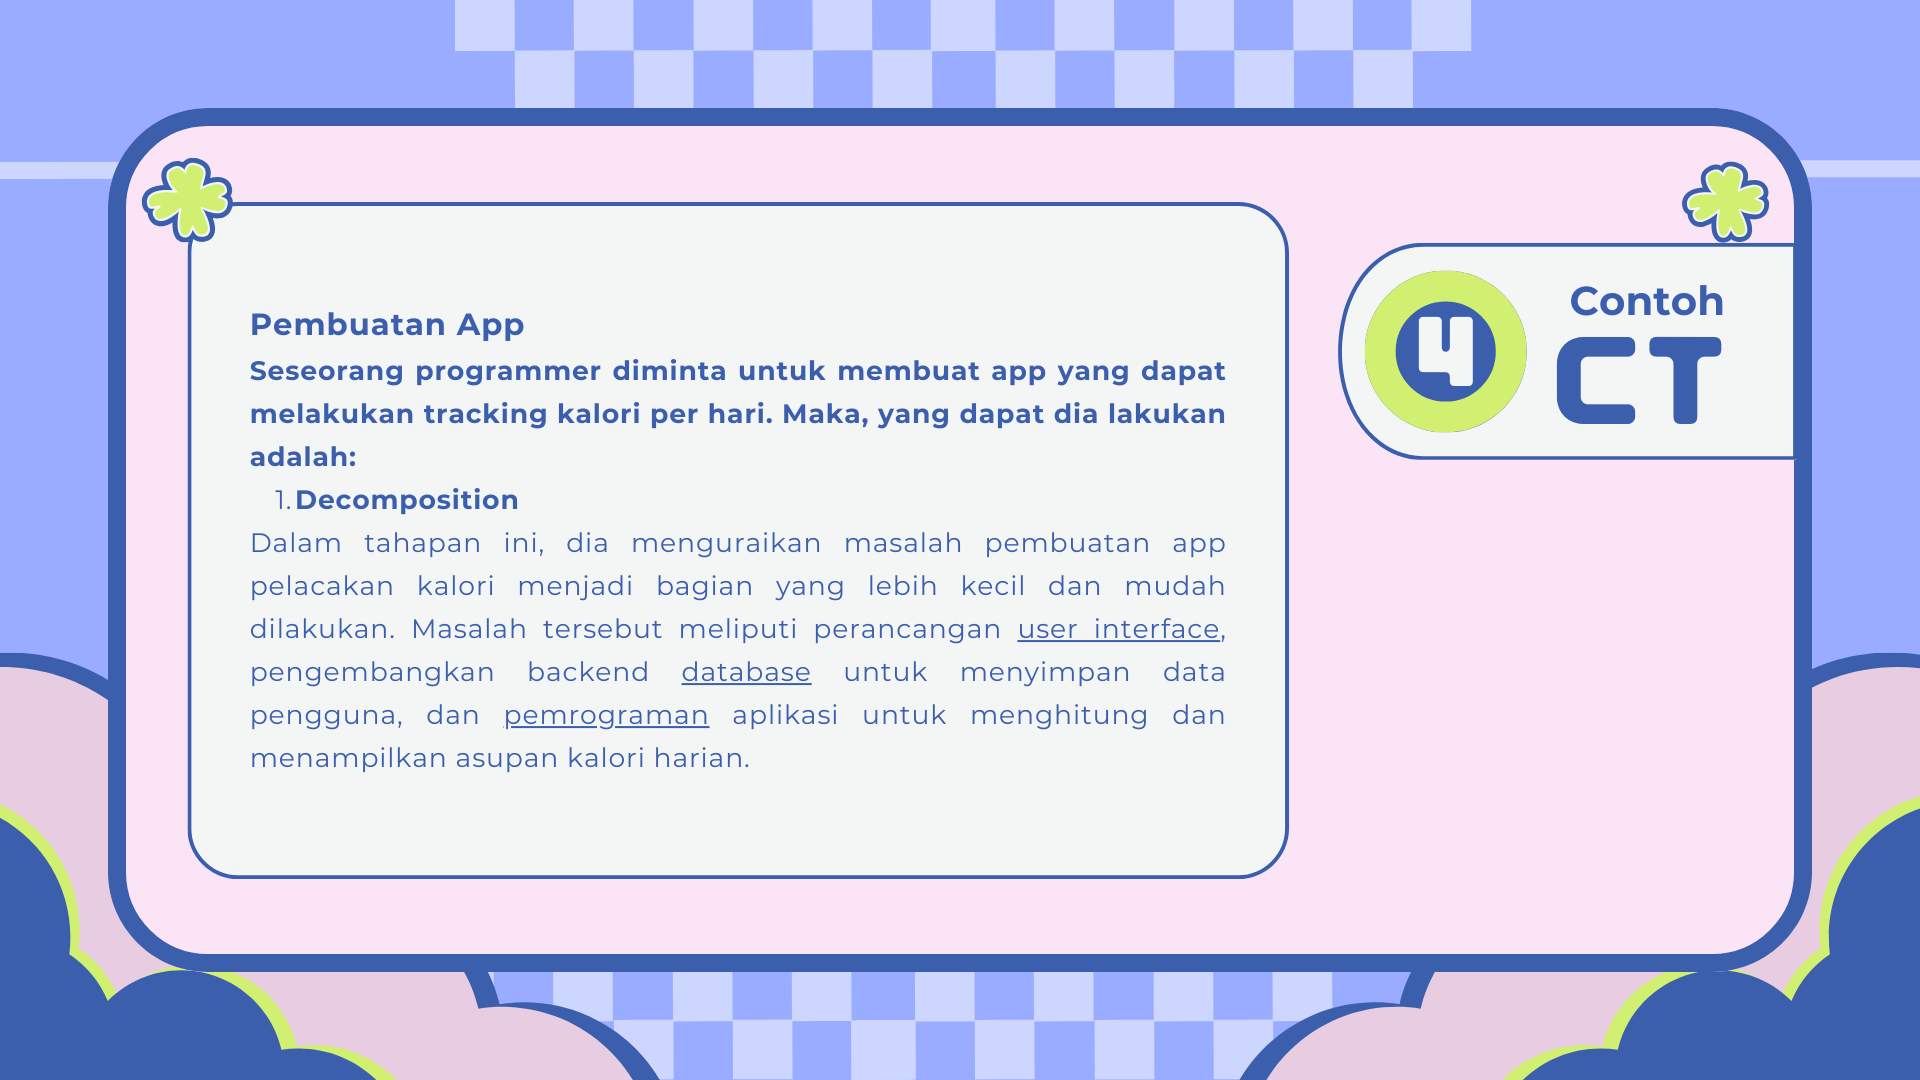 Pembuatan App
Seseorang programmer diminta untuk membuat app yang dapat
melakukan tracking kalori per hari. Maka, yang dapat dia lakukan
adalah:
1. Decomposition
Dalam tahapan ini, dia menguraikan masalah pembuatan app
pelacakan kalori menjadi bagian yang lebih kecil dan mudah
dilakukan. Masalah tersebut meliputi perancangan user interface,
pengembangkan backend database untuk menyimpan data
pengguna, dan pemrograman aplikasi untuk menghitung dan
menampilkan asupan kalori harian.
4
Contoh
CT